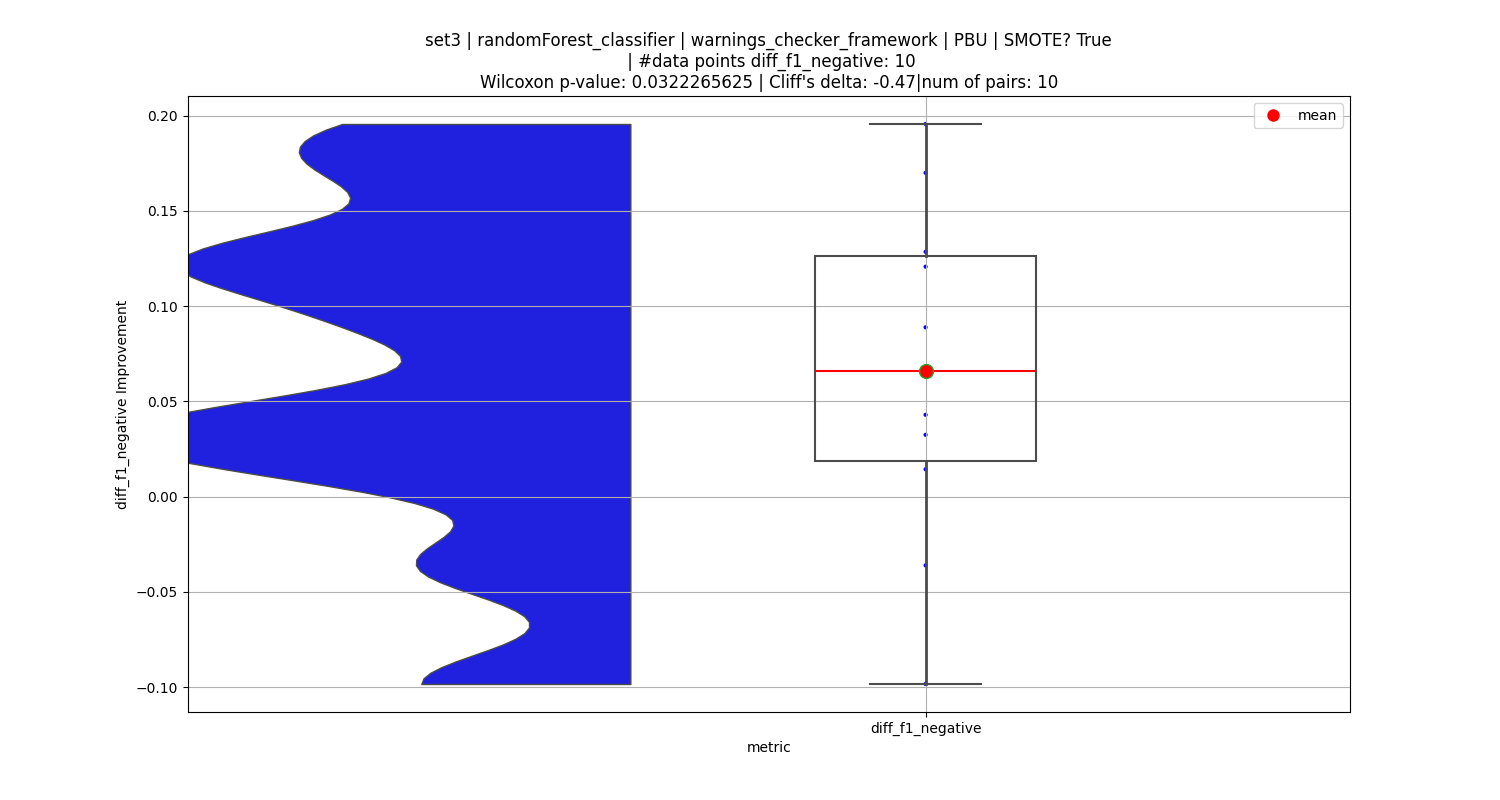 set3 | randomForest_classifier | warnings_checker_framework | PBU | SMOTE? True
| #data points diff_f1_negative: 10
Wilcoxon p-value: 0.0322265625 | Cliff's delta: -0.47|num of pairs: 10
mean
0.20
0.15
0.10
0.05
0.00
−0.05
−0.10
diff_f1_negative Improvement
diff_f1_negative
metric